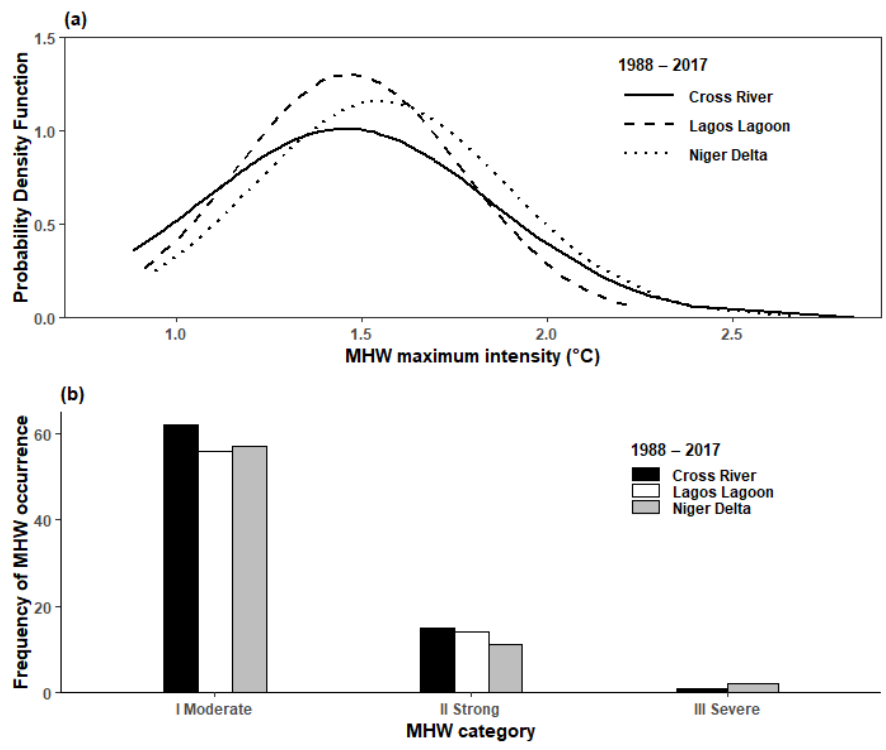 (a)
1.5
1.0
0.5
0.0
Probability Density Function
1988 – 2017
Cross River
Lagos Lagoon
Niger Delta
1.0 1.5 2.0 2.5
MHW maximum intensity (°C)
(b)
60
40
20
0
Frequency of MHW occurrence
1988 – 2017
Cross River
Lagos Lagoon
Niger Delta
I Moderate II Strong III Severe
MHW category